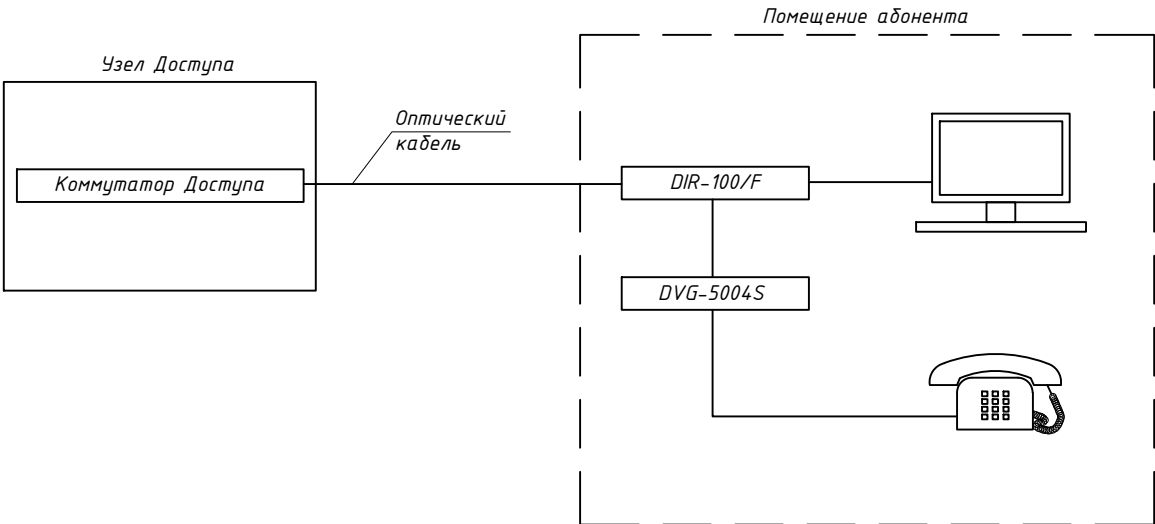 Помещение абонента
Узел Доступа
Оптический
кабель
Коммутатор Доступа
DIR-100/F
DVG-5004S